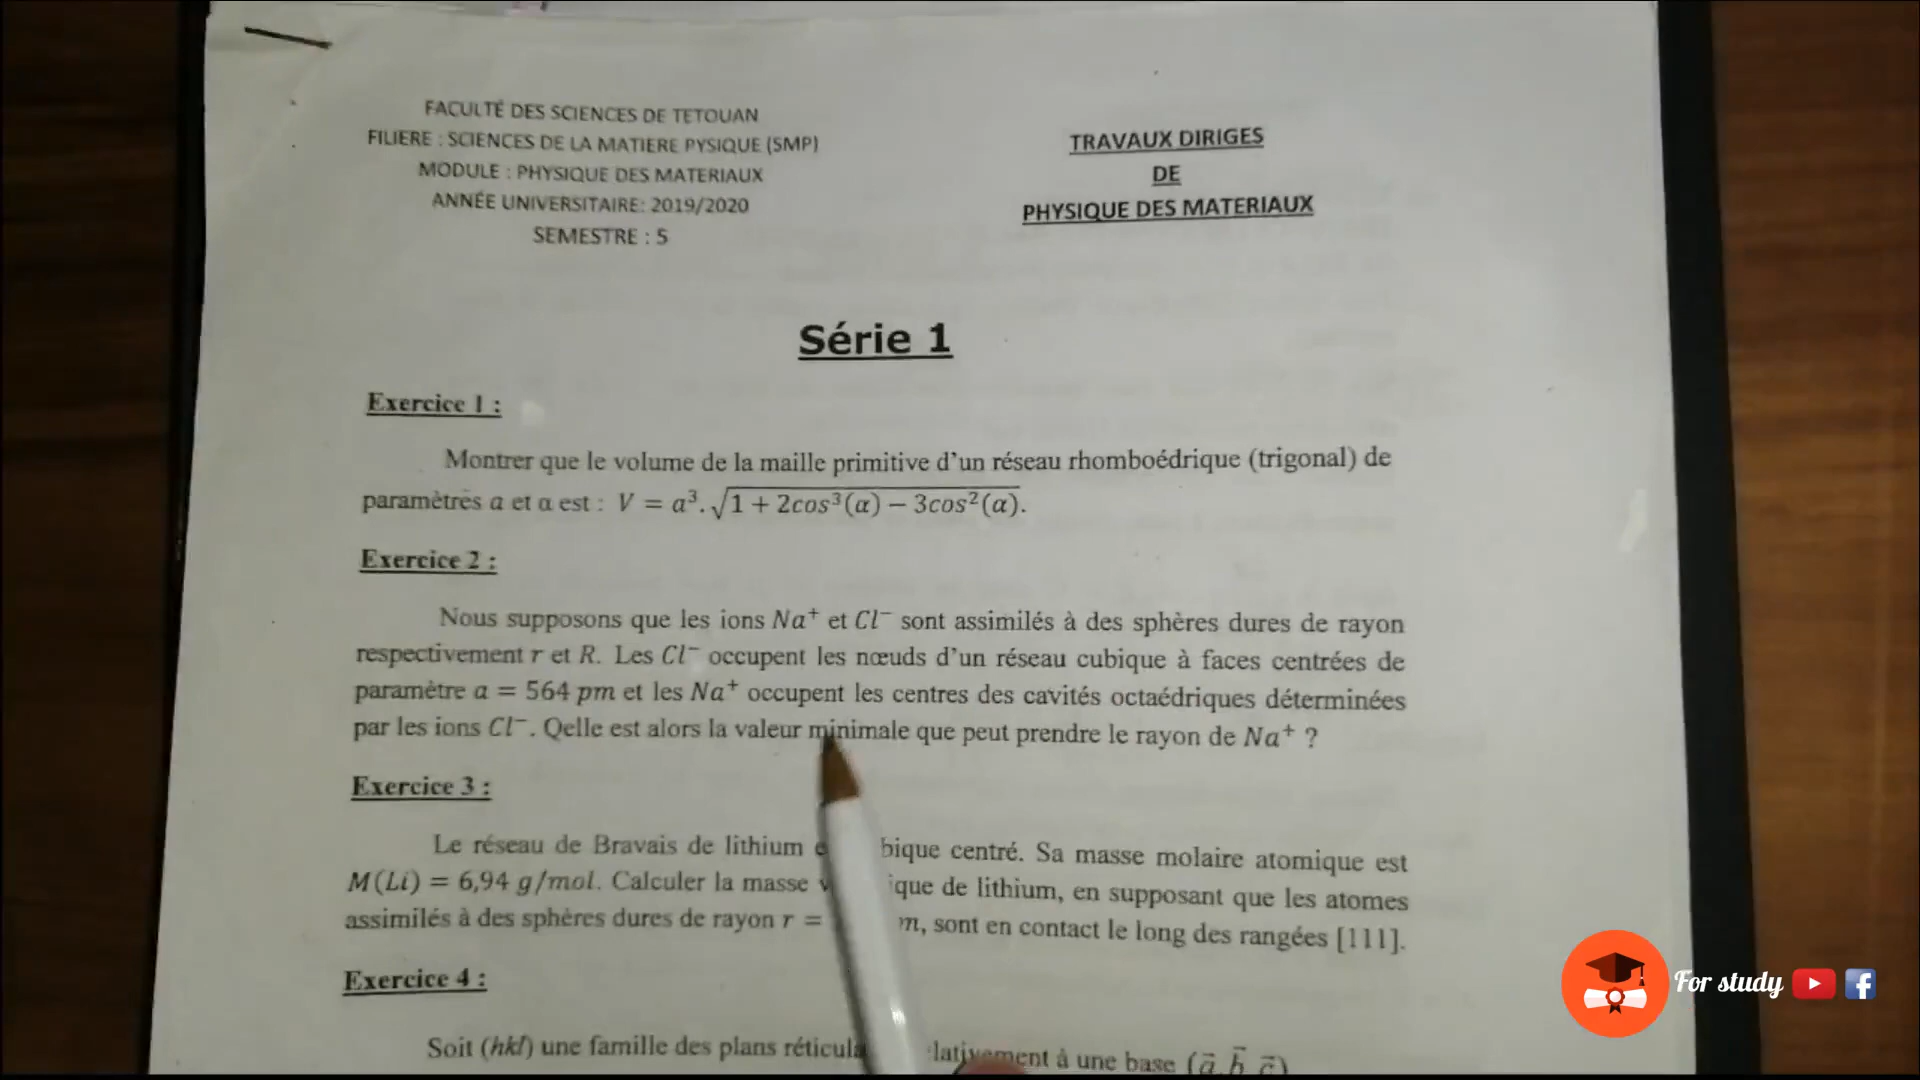 FACULTÉ DES SCIENCES DE TETOUAN
FILIERE : SCIENCES DE LA MATIERE PYSIQUE (SMP)
MODULE : PHYSIQUE DES MATERIAUX
ANNÉE UNIVERSITAIRE: 2019/2020
SEMESTRE : 5
TRAVAUX DIRIGES
DE
PHYSIQUE DES MATERIAUX
Série 1
Exercice 1 :
Montrer que le volume de la maille primitive d'un réseau rhomboédrique (trigonal) de
paramètres a et α est : V = a³. √(1 + 2cos³(α) − 3cos²(α)).
Exercice 2 :
Nous supposons que les ions Na⁺ et Cl⁻ sont assimilés à des sphères dures de rayon
respectivement r et R. Les Cl⁻ occupent les nœuds d'un réseau cubique à faces centrées de
paramètre a = 564 pm et les Na⁺ occupent les centres des cavités octaédriques déterminées
par les ions Cl⁻. Qelle est alors la valeur minimale que peut prendre le rayon de Na⁺ ?
Exercice 3 :
Le réseau de Bravais de lithium bique centré. Sa masse molaire atomique est
M(Li) = 6,94 g/mol. Calculer la masse ique de lithium, en supposant que les atomes
assimilés à des sphères dures de rayon r = m, sont en contact le long des rangées [111].
Exercice 4 :
Soit (hkl) une famille des plans réticula lativement à une base (a⃗, b⃗, c⃗)
For study